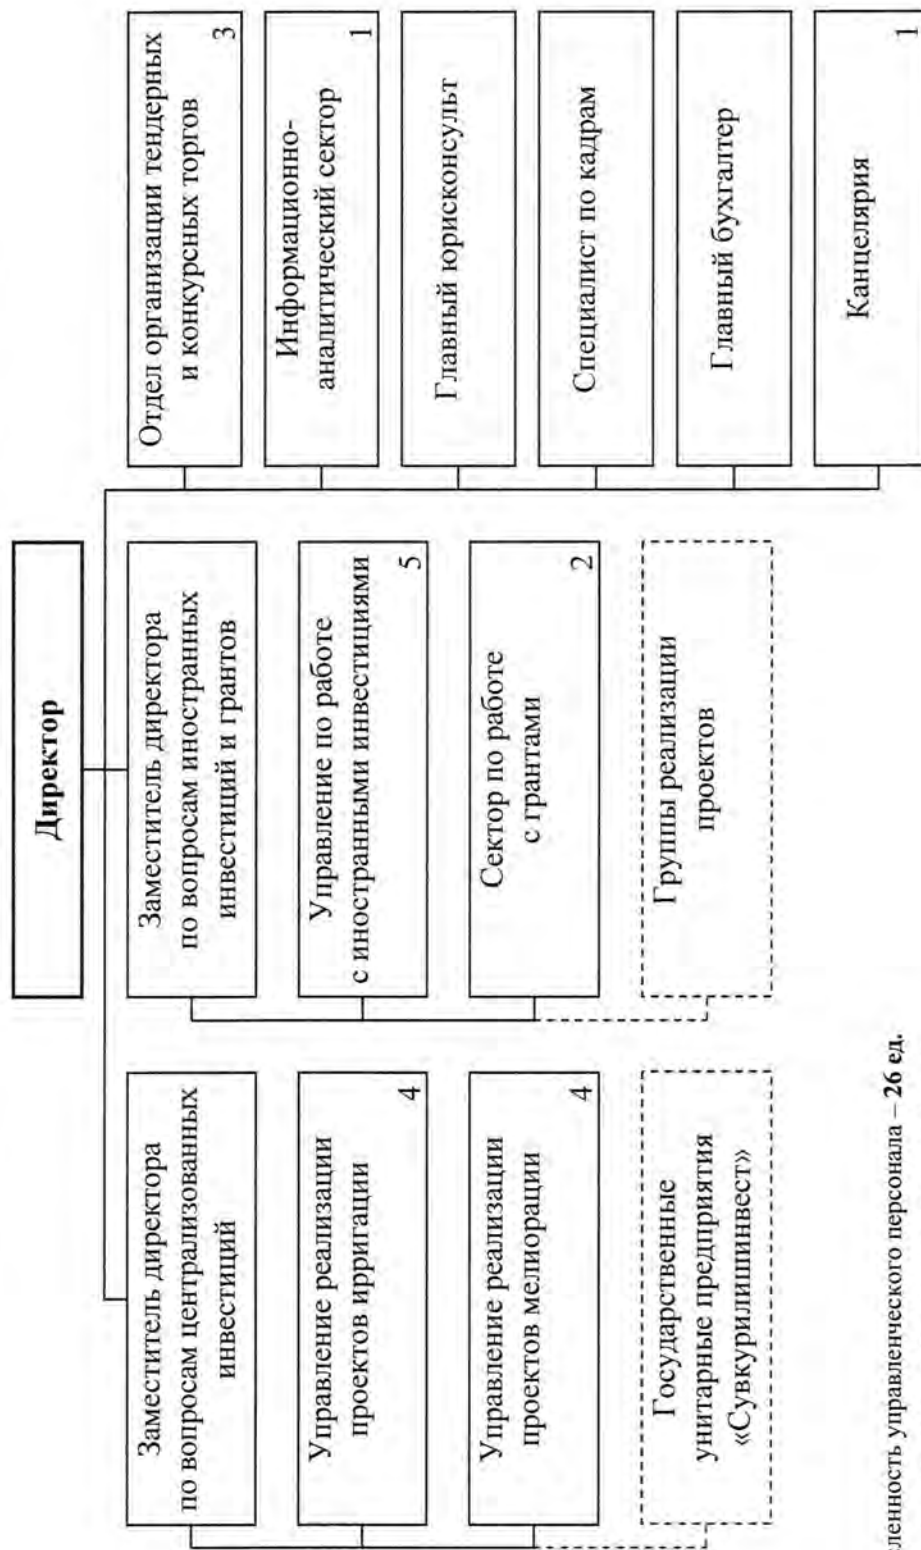 Директор
Заместитель директора
по вопросам централизованных
инвестиций
Управление реализации
проектов ирригации
4
Управление реализации
проектов мелиорации
4
Государственные
унитарные предприятия
«Сувкурилишинвест»
Заместитель директора
по вопросам иностранных
инвестиций и грантов
Управление по работе
с иностранными инвестициями
5
Сектор по работе
с грантами
2
Группы реализации
проектов
Отдел организации тендерных
и конкурсных торгов
3
Информационно-
аналитический сектор
1
Главный юрисконсульт
Специалист по кадрам
Главный бухгалтер
Канцелярия
1
управленческого персонала – 26 ед.